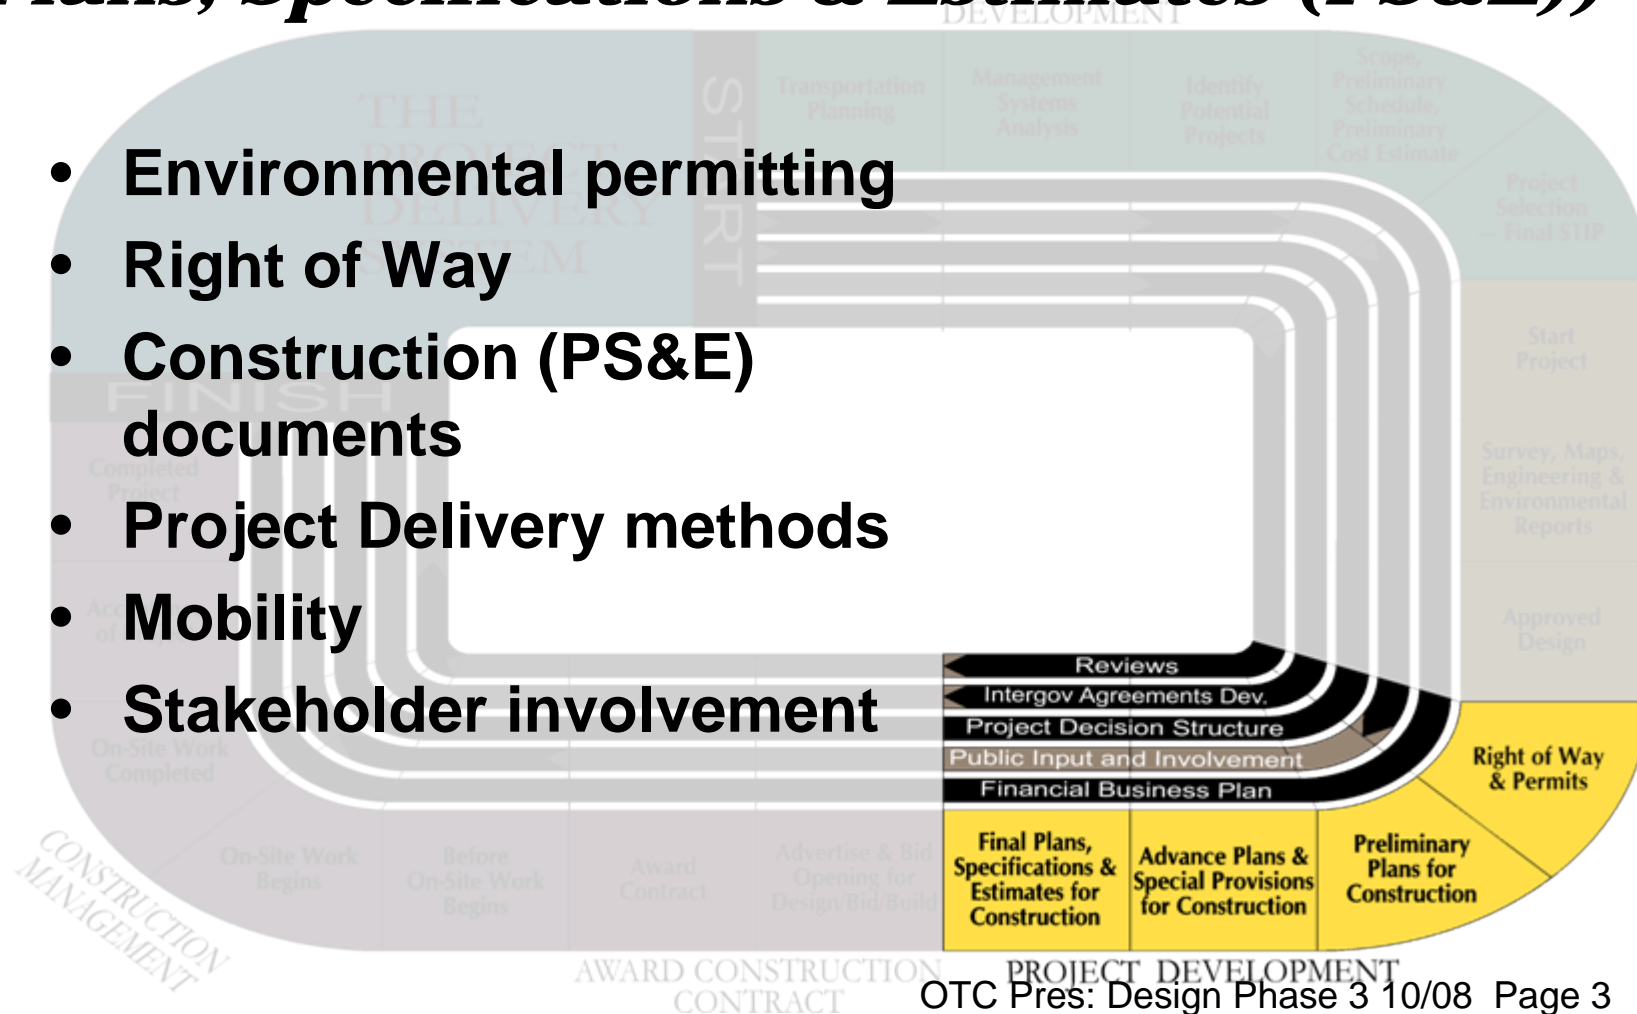 Plans, Specifications & Estimates (PS&E))
DEVELOPMENT
THE
PROJECT
DELIVERY
SYSTEM
START
Transportation
Planning
Management
Systems
Analysis
Identify
Potential
Projects
Scope,
Preliminary
Schedule,
Preliminary
Cost Estimate
Project
Selection
– Final STIP
• Environmental permitting
• Right of Way
• Construction (PS&E)
documents
• Project Delivery methods
• Mobility
• Stakeholder involvement
Start
Project
Survey, Maps,
Engineering &
Environmental
Reports
Approved
Design
Right of Way
& Permits
Preliminary
Plans for
Construction
Advance Plans &
Special Provisions
for Construction
Final Plans,
Specifications &
Estimates for
Construction
Reviews
Intergov Agreements Dev.
Project Decision Structure
Public Input and Involvement
Financial Business Plan
Advertise & Bid
Opening for
Design/Bid/Build
Award
Contract
Before
On-Site Work
Begins
On-Site Work
Begins
On-Site Work
Completed
of
Completed
Project
FINISH
CONSTRUCTION
MANAGEMENT
AWARD CONSTRUCTION
CONTRACT
PROJECT DEVELOPMENT
OTC Pres: Design Phase 3 10/08 Page 3